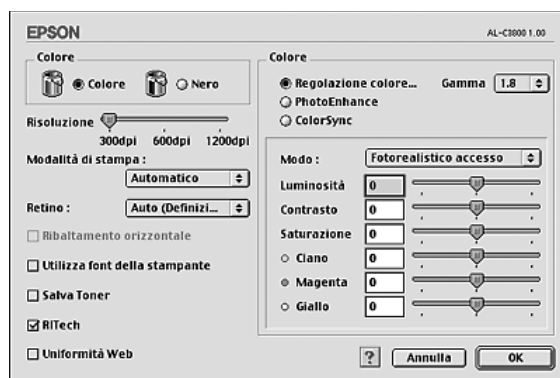 EPSON
AL-C3800 1.00
Colore
Colore
Nero
Risoluzione
300dpi 600dpi 1200dpi
Modalità di stampa :
Automatico
Retino :
Auto (Definizi...
Ribaltamento orizzontale
Utilizza font della stampante
Salva Toner
RITech
Uniformità Web
Colore
Regolazione colore...
Gamma 1.8
PhotoEnhance
ColorSync
Modo :
Fotorealistico accesso
Luminosità 0
Contrasto 0
Saturazione 0
Ciano 0
Magenta 0
Giallo 0
?
Annulla
OK